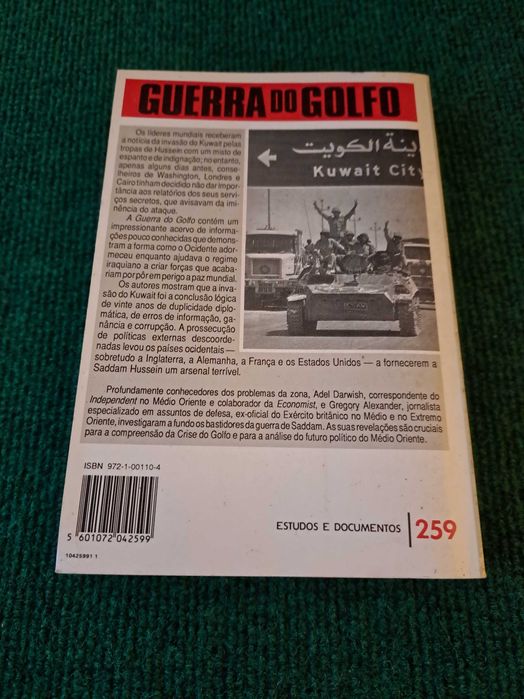 GUERRA DO GOLFO
Os líderes mundiais receberam
a notícia da invasão do Kuwait pelas
tropas de Hussein com um misto de
espanto e de indignação; no entanto,
apenas alguns dias antes, conse-
lheiros de Washington, Londres e
Cairo tinham decidido não dar impor-
tância aos relatórios dos seus servi-
ços secretos, que avisavam da imi-
nência do ataque.
A Guerra do Golfo contém um
impressionante acervo de informa-
ções pouco conhecidas que demons-
tram a forma como o Ocidente ador-
meceu enquanto ajudava o regime
iraquiano a criar forças que acaba-
riam por pôr em perigo a paz mundial.
Os autores mostram que a inva-
são do Kuwait foi a conclusão lógica
de vinte anos de duplicidade diplo-
mática, de erros de informação, ga-
nância e corrupção. A prossecução
de políticas externas descoorde-
nadas levou os países ocidentais —
sobretudo a Inglaterra, a Alemanha, a França e os Estados Unidos — a fornecerem a
Saddam Hussein um arsenal terrível.
Profundamente conhecedores dos problemas da zona, Adel Darwish, correspondente do
Independent no Médio Oriente e colaborador da Economist, e Gregory Alexander, jornalista
especializado em assuntos de defesa, ex-oficial do Exército britânico no Médio e no Extremo
Oriente, investigaram a fundo os bastidores da guerra de Saddam. As suas revelações são cruciais
para a compreensão da Crise do Golfo e para a análise do futuro político do Médio Oriente.
ينة الكويت
Kuwait City
ISBN 972-1-00110-4
5 601072 042599
10425991 1
ESTUDOS E DOCUMENTOS 259